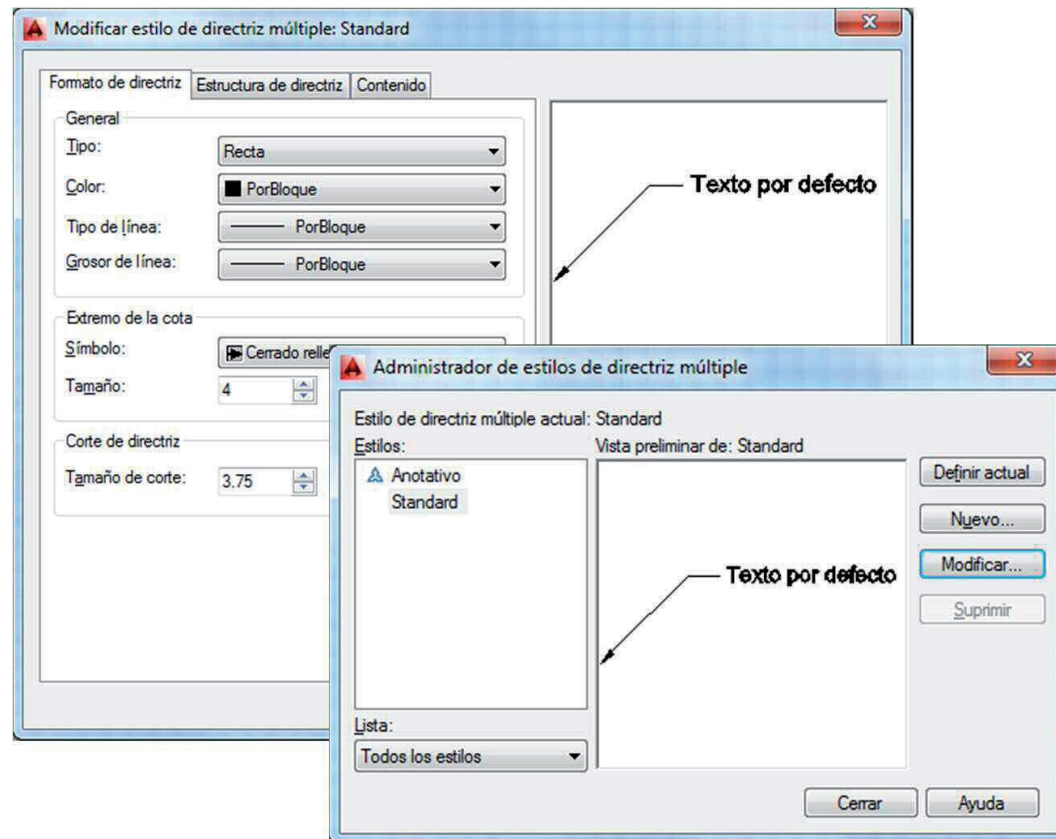 Modificar estilo de directriz múltiple: Standard
Formato de directriz
Estructura de directriz
Contenido
General
Tipo:
Recta
Color:
PorBloque
Tipo de línea:
PorBloque
Grosor de línea:
PorBloque
Extremo de la cota
Símbolo:
Cerrado relle
Tamaño:
4
Corte de directriz
Tamaño de corte:
3.75
Texto por defecto
Administrador de estilos de directriz múltiple
Estilo de directriz múltiple actual: Standard
Estilos:
Anotativo
Standard
Lista:
Todos los estilos
Vista preliminar de: Standard
Texto por defecto
Definir actual
Nuevo...
Modificar...
Suprimir
Cerrar
Ayuda